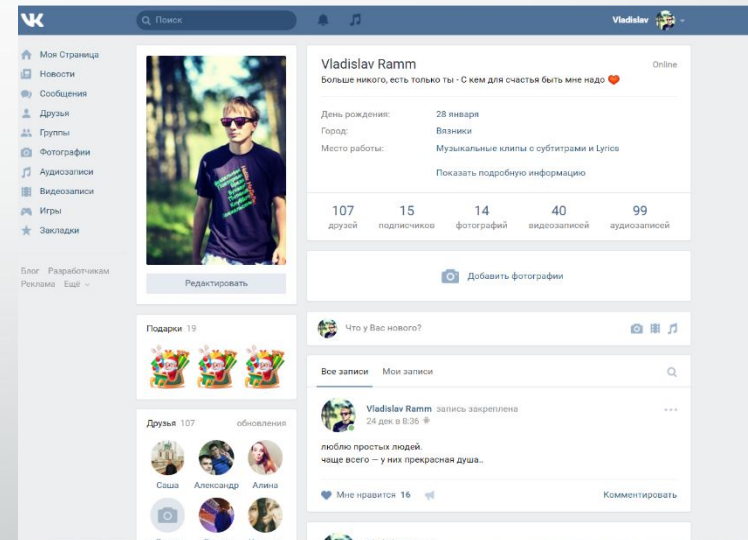 Поиск
Vladislav
Моя Страница
Новости
Сообщения
Друзья
Группы
Фотографии
Аудиозаписи
Видеозаписи
Игры
Закладки
Блог Разработчикам
Реклама Ещё
Редактировать
Подарки 19
Друзья 107 обновления
Саша Александр Алина
Vladislav Ramm Online
Больше никого, есть только ты - С кем для счастья быть мне надо
День рождения: 28 января
Город: Вязники
Место работы: Музыкальные клипы с субтитрами и Lyrics
Показать подробную информацию
107 15 14 40 99
друзей подписчиков фотографий видеозаписей аудиозаписей
Добавить фотографии
Что у Вас нового?
Все записи Мои записи
Vladislav Ramm запись закреплена
24 дек в 8:36
люблю простых людей.
чаще всего — у них прекрасная душа..
Мне нравится 16 Комментировать